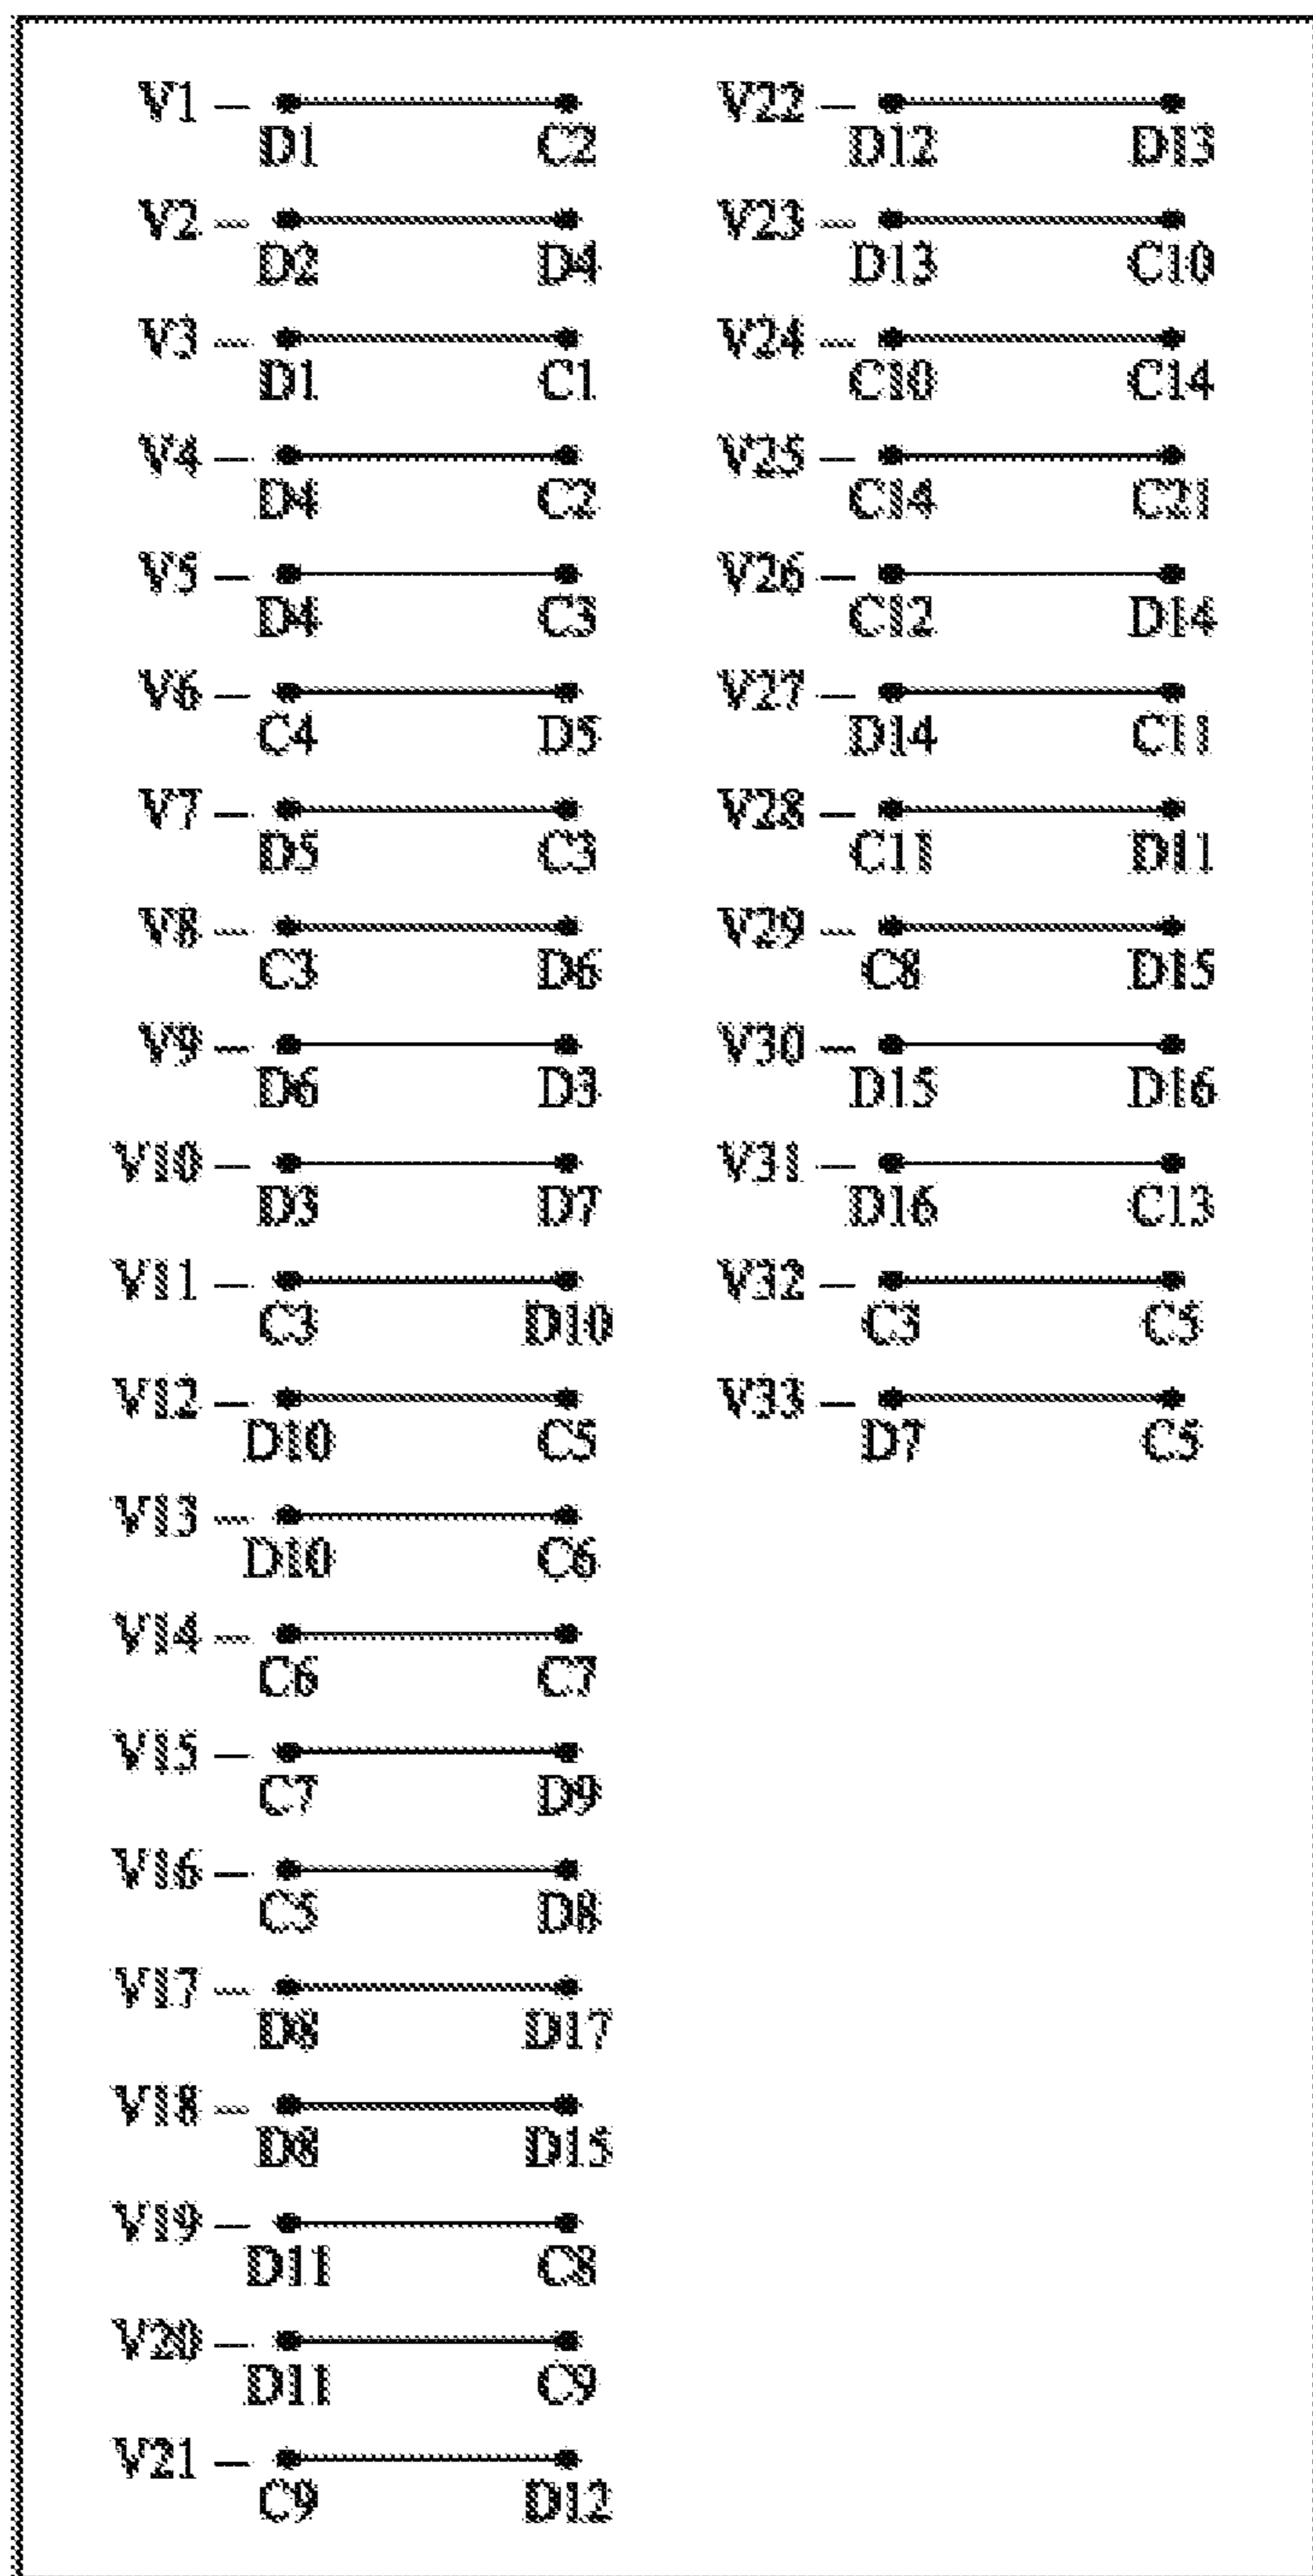 V1 —
D1 C2
V2 —
D2 D4
V3 —
D1 C1
V4 —
D4 C2
V5 —
D4 C3
V6 —
C4 D5
V7 —
D5 C3
V8 —
C3 D6
V9 —
D6 D3
V10 —
D3 D7
V11 —
C3 D10
V12 —
D10 C5
V13 —
D10 C6
V14 —
C6 C7
V15 —
C7 D9
V16 —
C5 D8
V17 —
D8 D17
V18 —
D8 D15
V19 —
D11 C8
V20 —
D11 C9
V21 —
C9 D12
V22 —
D12 D13
V23 —
D13 C10
V24 —
C10 C14
V25 —
C14 C21
V26 —
C12 D14
V27 —
D14 C11
V28 —
C11 D11
V29 —
C8 D15
V30 —
D15 D16
V31 —
D16 C13
V32 —
C3 C5
V33 —
D7 C5